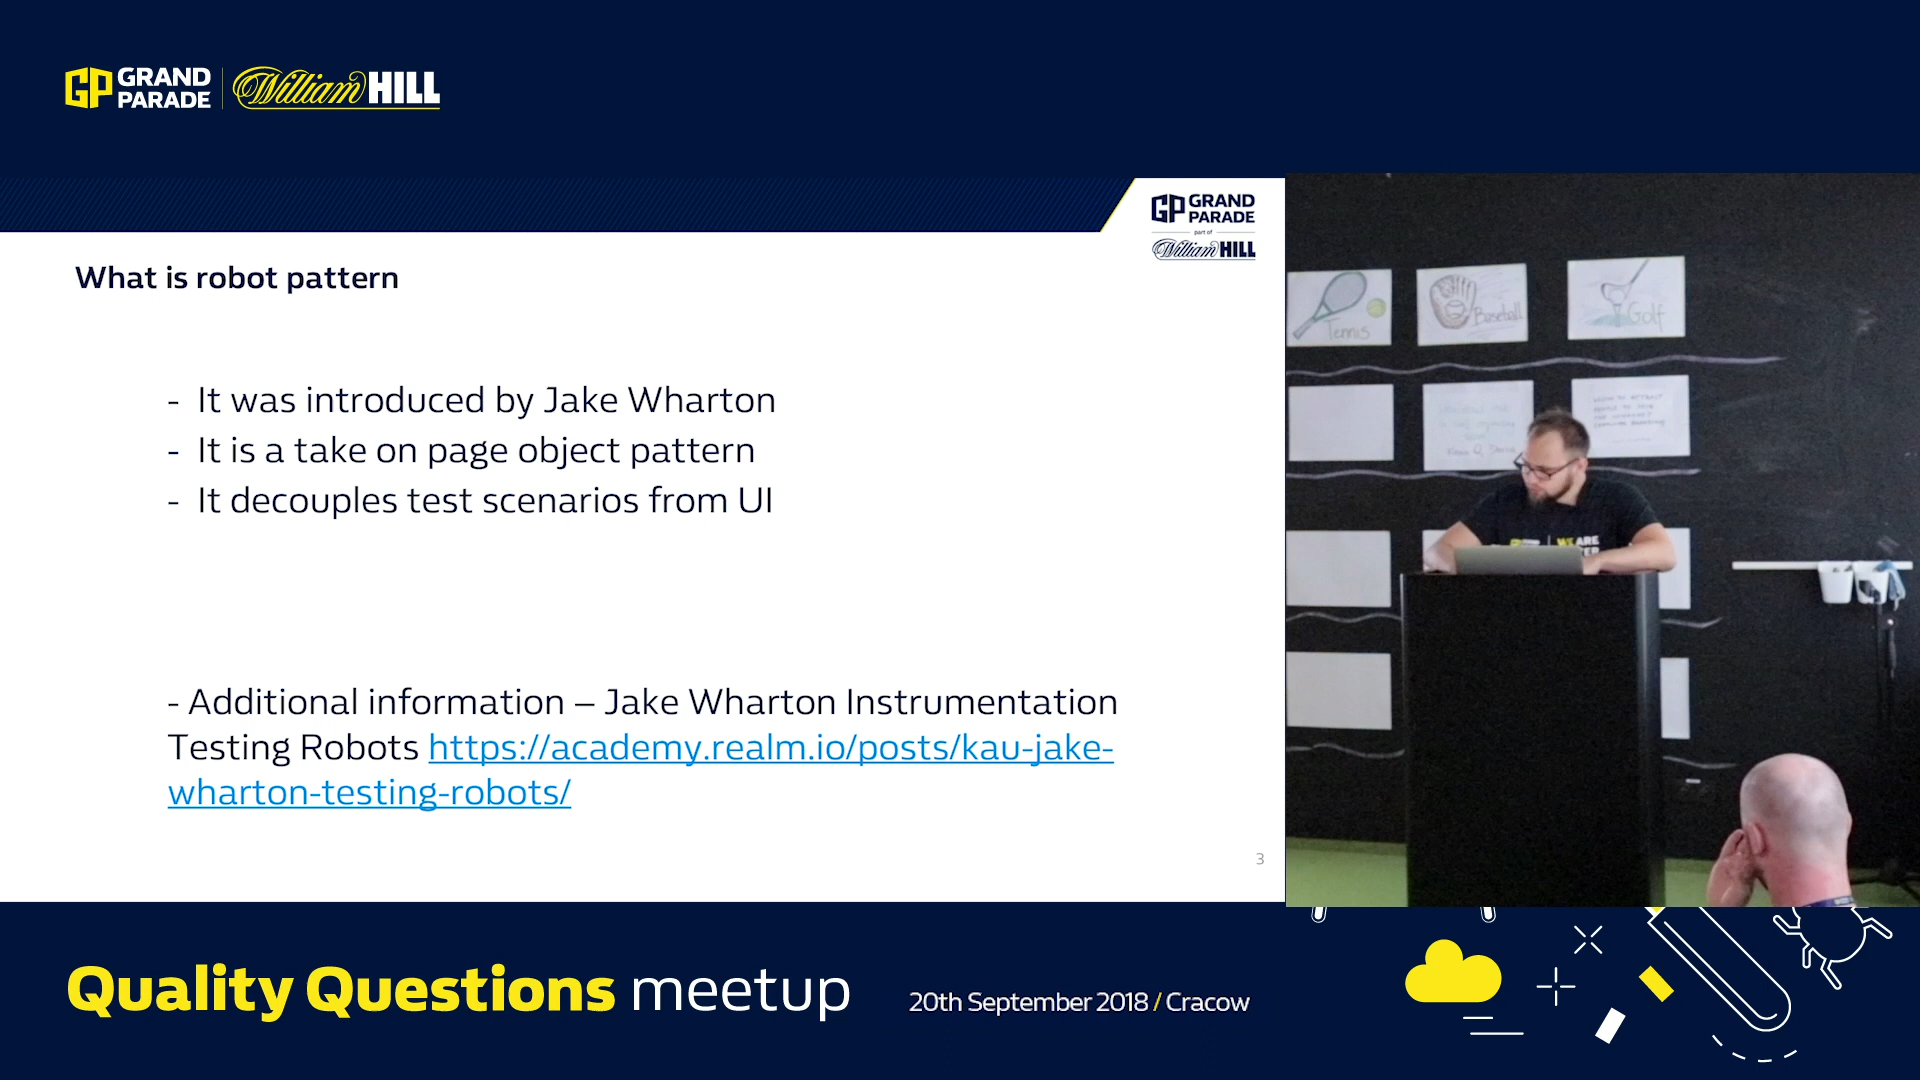 GP GRAND PARADE
William HILL
GP GRAND PARADE
part of
William HILL
What is robot pattern
- It was introduced by Jake Wharton
- It is a take on page object pattern
- It decouples test scenarios from UI
- Additional information – Jake Wharton Instrumentation
Testing Robots https://academy.realm.io/posts/kau-jake-
wharton-testing-robots/
3
Tennis
Baseball
Golf
WE ARE
Quality Questions meetup
20th September 2018 / Cracow